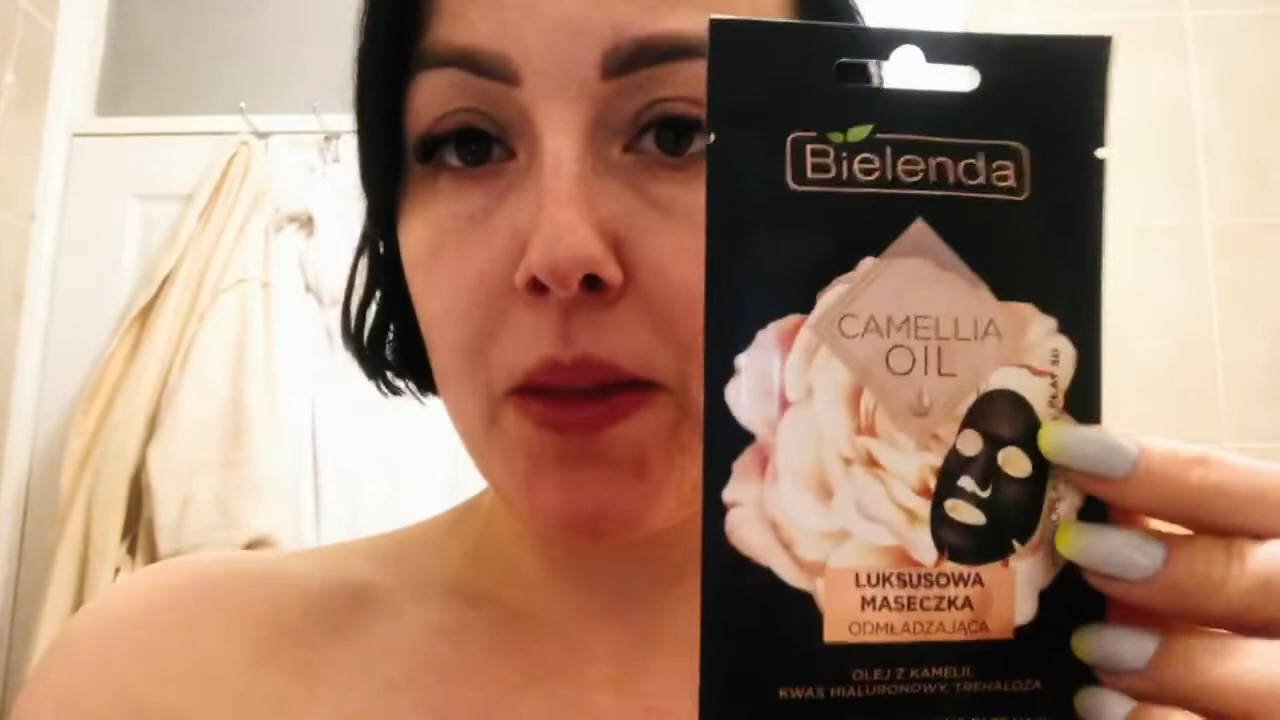 Bielenda
CAMELLIA
OIL
LUKSUSOWA
MASECZKA
ODMŁADZAJĄCA
OLEJ Z KAMELII,
KWAS HIALURONOWY, TREHALOZA